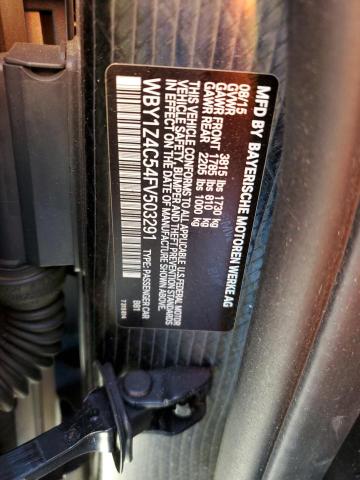 MFD BY BAYERISCHE MOTOREN WERKE AG
08/15
GVWR 3815 lbs 1730 kg
GAWR FRONT 1785 lbs 810 kg
GAWR REAR 2205 lbs 1000 kg
THIS VEHICLE CONFORMS TO ALL APPLICABLE U.S. FEDERAL MOTOR
VEHICLE SAFETY, BUMPER AND THEFT PREVENTION STANDARDS
IN EFFECT ON THE DATE OF MANUFACTURE SHOWN ABOVE.
WBY1Z4C54FV503291 TYPE: PASSENGER CAR
B81